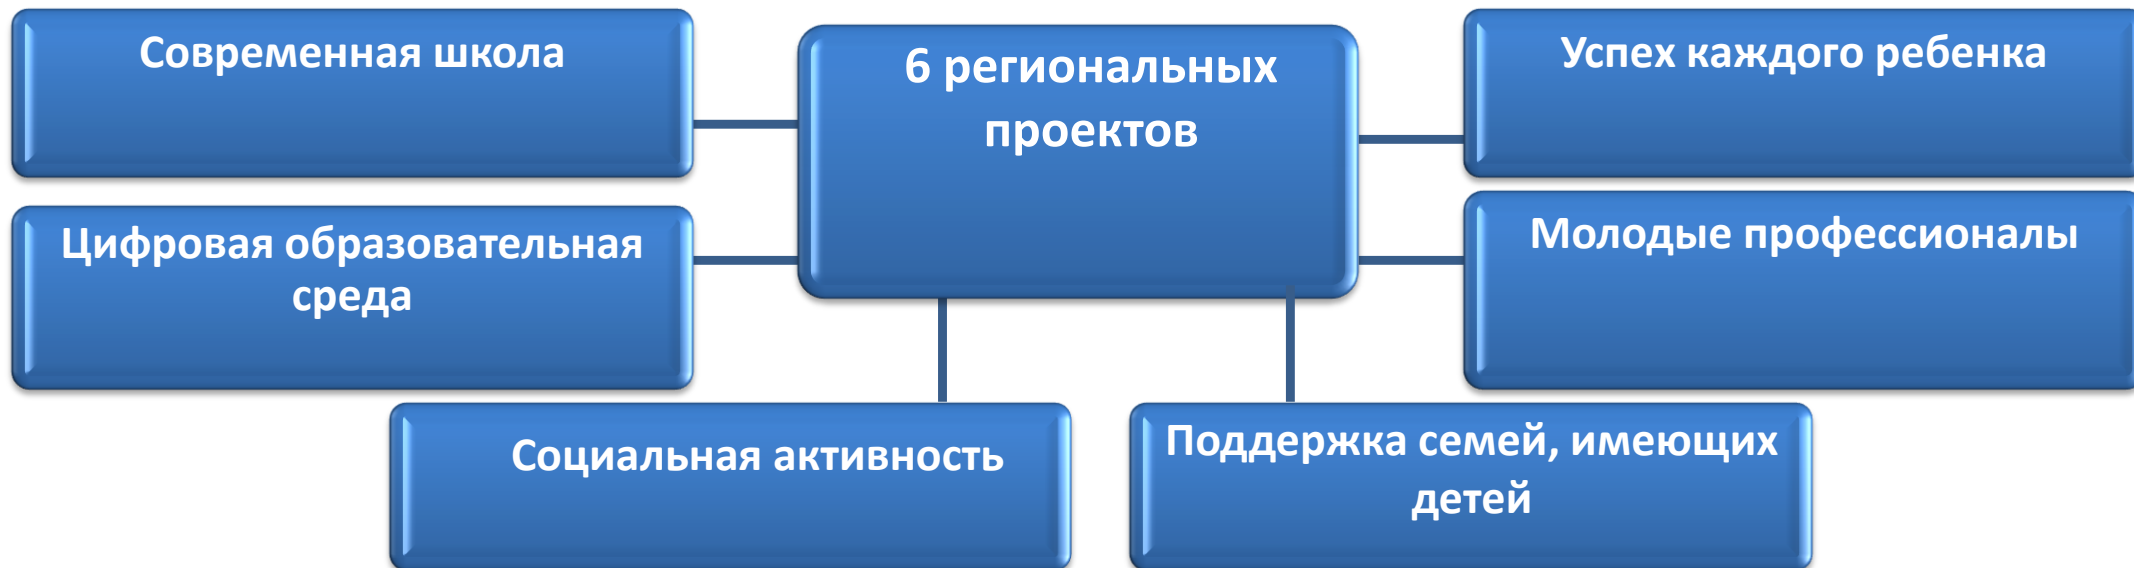 Современная школа
6 региональных
проектов
Успех каждого ребенка
Цифровая образовательная
среда
Молодые профессионалы
Социальная активность
Поддержка семей, имеющих
детей